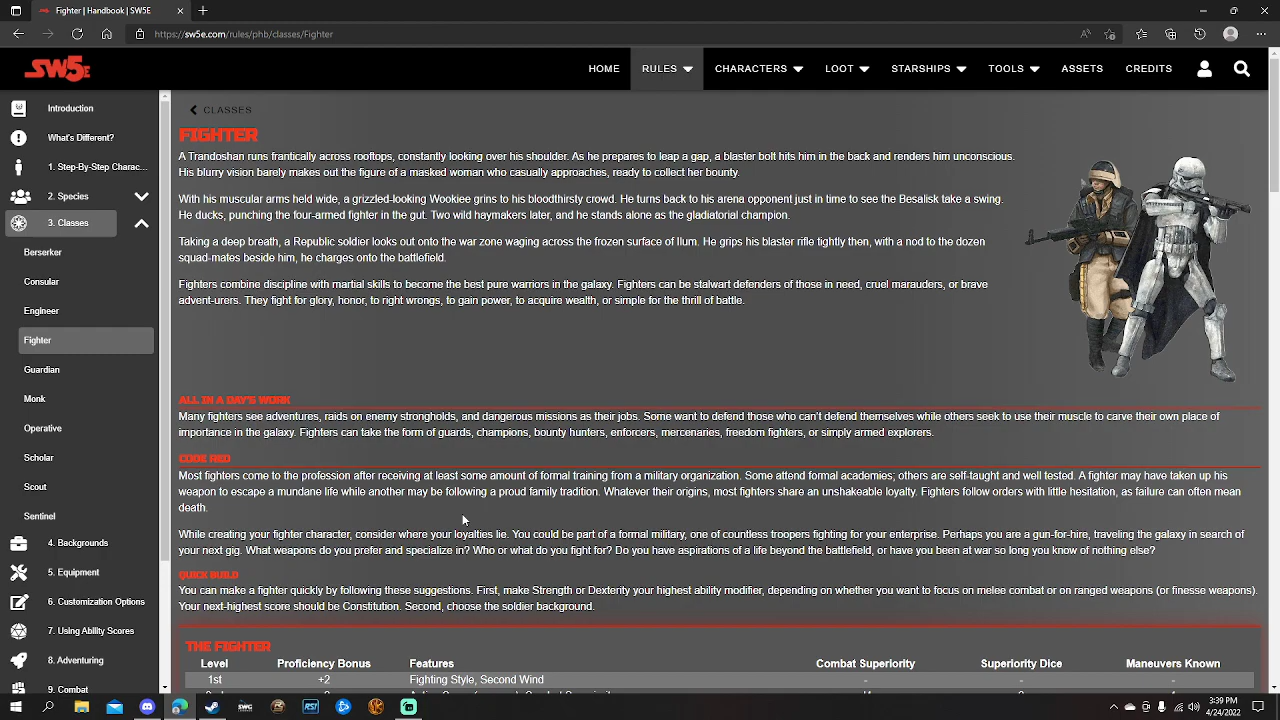 Fighter | Handbook | SW5E
https://sw5e.com/rules/phb/classes/Fighter
SW5E
HOME RULES CHARACTERS LOOT STARSHIPS TOOLS ASSETS CREDITS
Introduction
What's Different?
1. Step-By-Step Charac...
2. Species
3. Classes
Berserker
Consular
Engineer
Fighter
Guardian
Monk
Operative
Scholar
Scout
Sentinel
4. Backgrounds
5. Equipment
6. Customization Options
7. Using Ability Scores
8. Adventuring
9. Combat
CLASSES
FIGHTER
A Trandoshan runs frantically across rooftops, constantly looking over his shoulder. As he prepares to leap a gap, a blaster bolt hits him in the back and renders him unconscious.
His blurry vision barely makes out the figure of a masked woman who casually approaches, ready to collect her bounty.
With his muscular arms held wide, a grizzled-looking Wookiee grins to his bloodthirsty crowd. He turns back to his arena opponent just in time to see the Besalisk take a swing.
He ducks, punching the four-armed fighter in the gut. Two wild haymakers later, and he stands alone as the gladiatorial champion.
Taking a deep breath, a Republic soldier looks out onto the war zone waging across the frozen surface of Ilum. He grips his blaster rifle tightly then, with a nod to the dozen
squad-mates beside him, he charges onto the battlefield.
Fighters combine discipline with martial skills to become the best pure warriors in the galaxy. Fighters can be stalwart defenders of those in need, cruel marauders, or brave
advent-urers. They fight for glory, honor, to right wrongs, to gain power, to acquire wealth, or simple for the thrill of battle.
ALL IN A DAY'S WORK
Many fighters see adventures, raids on enemy strongholds, and dangerous missions as their jobs. Some want to defend those who can't defend themselves while others seek to use their muscle to carve their own place of
importance in the galaxy. Fighters can take the form of guards, champions, bounty hunters, enforcers, mercenaries, freedom fighters, or simply armed explorers.
CODE RED
Most fighters come to the profession after receiving at least some amount of formal training from a military organization. Some attend formal academies; others are self-taught and well tested. A fighter may have taken up his
weapon to escape a mundane life while another may be following a proud family tradition. Whatever their origins, most fighters share an unshakeable loyalty. Fighters follow orders with little hesitation, as failure can often mean
death.
While creating your fighter character, consider where your loyalties lie. You could be part of a formal military, one of countless troopers fighting for your enterprise. Perhaps you are a gun-for-hire, traveling the galaxy in search of
your next gig. What weapons do you prefer and specialize in? Who or what do you fight for? Do you have aspirations of a life beyond the battlefield, or have you been at war so long you know of nothing else?
QUICK BUILD
You can make a fighter quickly by following these suggestions. First, make Strength or Dexterity your highest ability modifier, depending on whether you want to focus on melee combat or on ranged weapons (or finesse weapons).
Your next-highest score should be Constitution. Second, choose the soldier background.
THE FIGHTER
Level Proficiency Bonus Features Combat Superiority Superiority Dice Maneuvers Known
1st +2 Fighting Style, Second Wind - - -
3:39 PM
4/24/2022